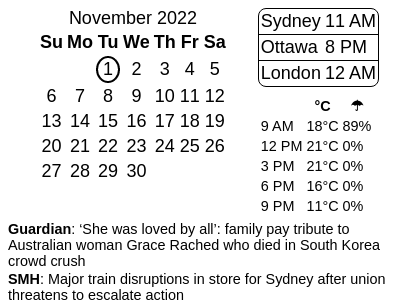 November 2022
Su Mo Tu We Th Fr Sa
1 2 3 4 5
6 7 8 9 10 11 12
13 14 15 16 17 18 19
20 21 22 23 24 25 26
27 28 29 30
Sydney 11 AM
Ottawa 8 PM
London 12 AM
°C ☂
9 AM 18°C 89%
12 PM 21°C 0%
3 PM 21°C 0%
6 PM 16°C 0%
9 PM 11°C 0%
Guardian: ‘She was loved by all’: family pay tribute to
Australian woman Grace Rached who died in South Korea
crowd crush
SMH: Major train disruptions in store for Sydney after union
threatens to escalate action